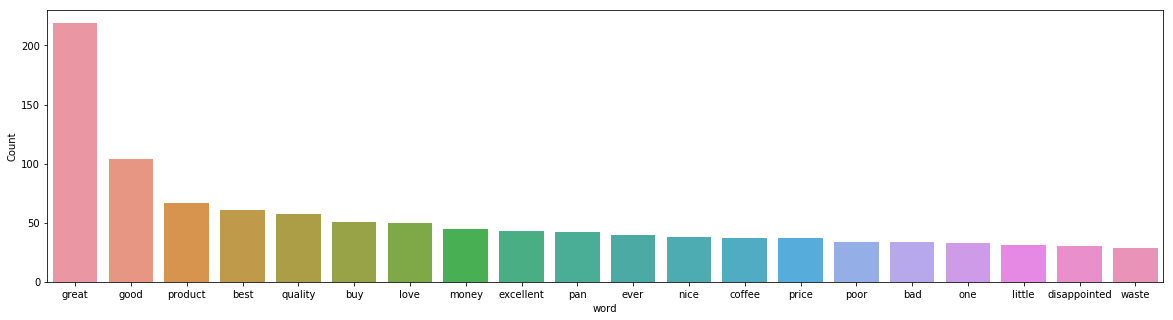 200
150
100
50
0
Count
great good product best quality buy love money excellent pan ever nice coffee price poor bad one little disappointed waste
word